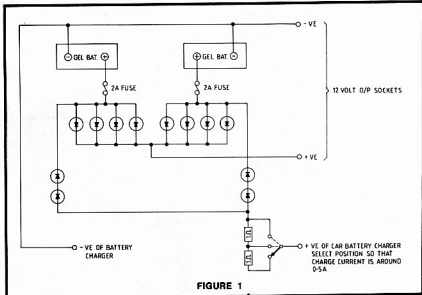 - VE
⊖ GEL BAT. ⊕
⊕ GEL BAT. ⊖
2A FUSE
2A FUSE
12 VOLT O/P SOCKETS
+ VE
- VE OF BATTERY
CHARGER
+ VE OF CAR BATTERY CHARGER
SELECT POSITION SO THAT
CHARGE CURRENT IS AROUND
0·5A
FIGURE 1